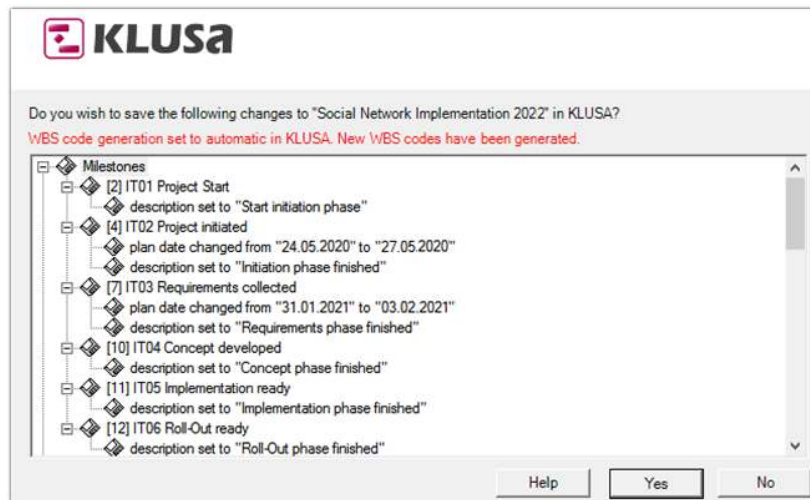 KLUSA
Do you wish to save the following changes to "Social Network Implementation 2022" in KLUSA?
WBS code generation set to automatic in KLUSA. New WBS codes have been generated.
Milestones
[2] IT01 Project Start
description set to "Start initiation phase"
[4] IT02 Project initiated
plan date changed from "24.05.2020" to "27.05.2020"
description set to "Initiation phase finished"
[7] IT03 Requirements collected
plan date changed from "31.01.2021" to "03.02.2021"
description set to "Requirements phase finished"
[10] IT04 Concept developed
description set to "Concept phase finished"
[11] IT05 Implementation ready
description set to "Implementation phase finished"
[12] IT06 Roll-Out ready
description set to "Roll-Out phase finished"
Help Yes No